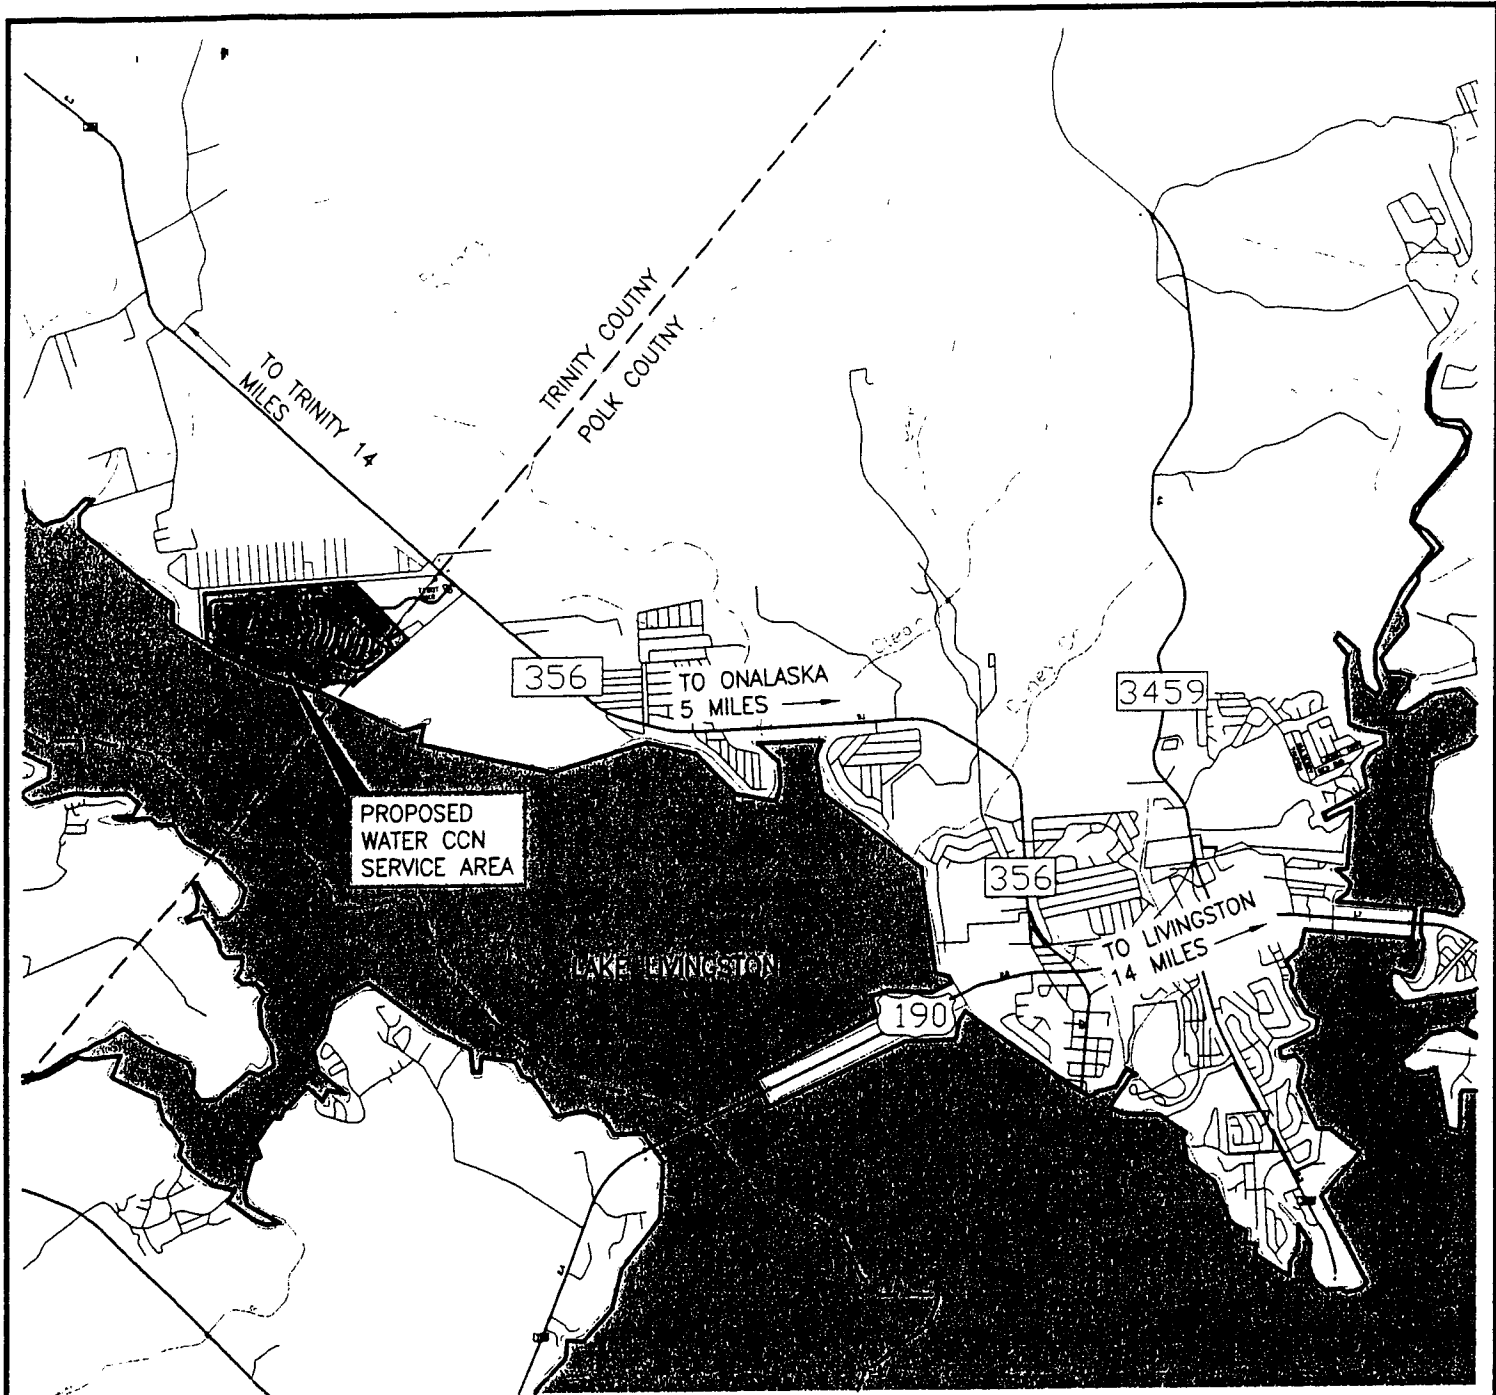 TO TRINITY 14
MILES
TRINITY COUTNY
POLK COUTNY
356
TO ONALASKA
5 MILES
3459
PROPOSED
WATER CCN
SERVICE AREA
356
TO LIVINGSTON
14 MILES
LAKE LIVINGSTON
190